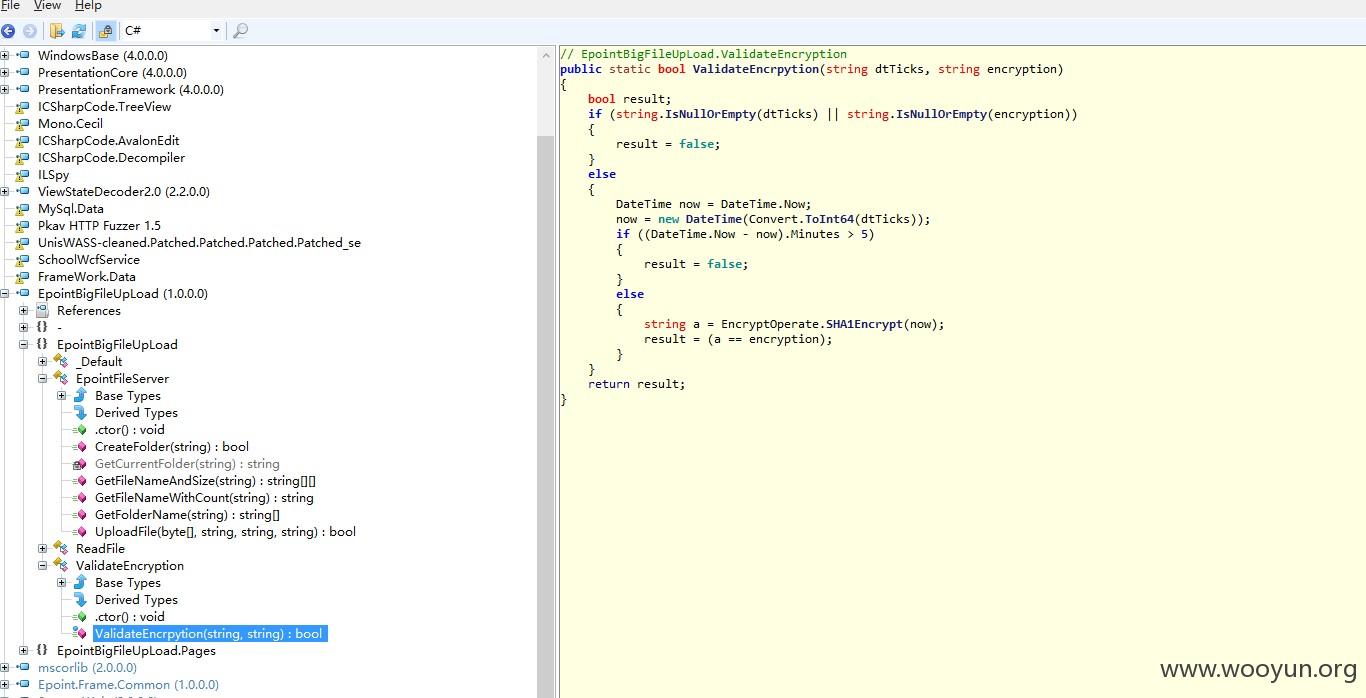 File View Help
C#
WindowsBase (4.0.0.0)
PresentationCore (4.0.0.0)
PresentationFramework (4.0.0.0)
ICSharpCode.TreeView
Mono.Cecil
ICSharpCode.AvalonEdit
ICSharpCode.Decompiler
ILSpy
ViewStateDecoder2.0 (2.2.0.0)
MySql.Data
Pkav HTTP Fuzzer 1.5
UnisWASS-cleaned.Patched.Patched.Patched.Patched_se
SchoolWcfService
FrameWork.Data
EpointBigFileUpLoad (1.0.0.0)
References
{} -
{} EpointBigFileUpLoad
_Default
EpointFileServer
Base Types
Derived Types
.ctor() : void
CreateFolder(string) : bool
GetCurrentFolder(string) : string
GetFileNameAndSize(string) : string[][]
GetFileNameWithCount(string) : string
GetFolderName(string) : string[]
UploadFile(byte[], string, string, string) : bool
ReadFile
ValidateEncryption
Base Types
Derived Types
.ctor() : void
ValidateEncrpytion(string, string) : bool
{} EpointBigFileUpLoad.Pages
mscorlib (2.0.0.0)
Epoint.Frame.Common (1.0.0.0)
// EpointBigFileUpLoad.ValidateEncryption
public static bool ValidateEncrpytion(string dtTicks, string encryption)
{
bool result;
if (string.IsNullOrEmpty(dtTicks) || string.IsNullOrEmpty(encryption))
{
result = false;
}
else
{
DateTime now = DateTime.Now;
now = new DateTime(Convert.ToInt64(dtTicks));
if ((DateTime.Now - now).Minutes > 5)
{
result = false;
}
else
{
string a = EncryptOperate.SHA1Encrypt(now);
result = (a == encryption);
}
}
return result;
}
www.wooyun.org